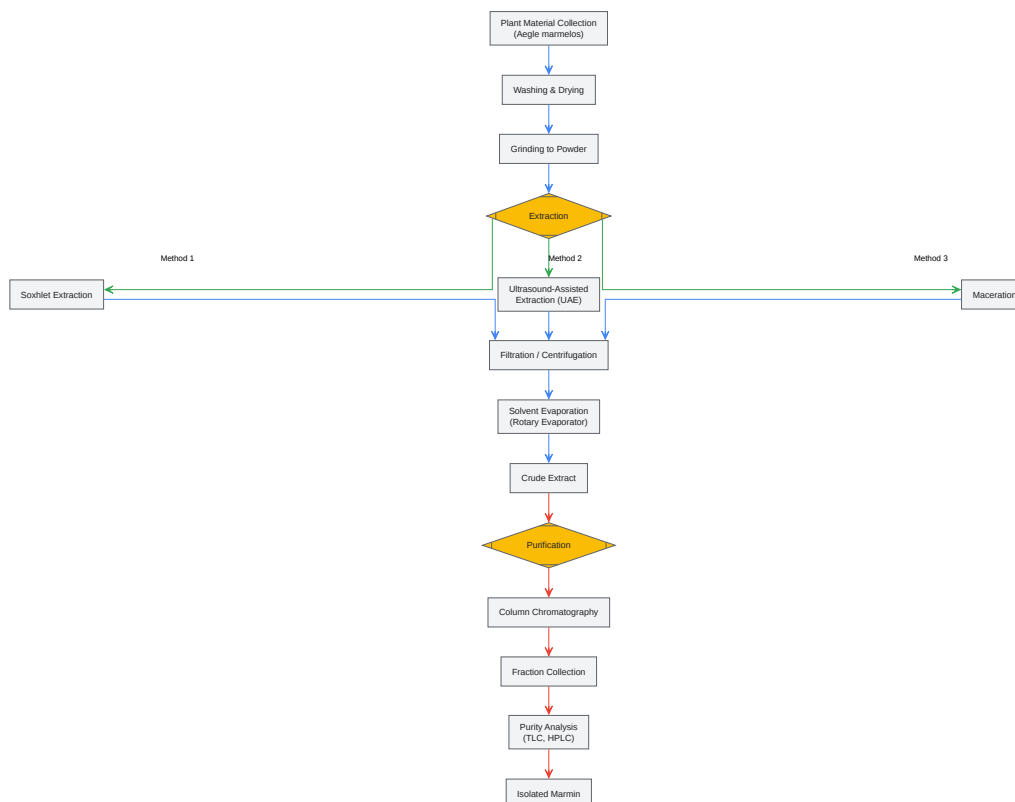 Plant Material Collection
(Aegle marmelos)
Washing & Drying
Grinding to Powder
Extraction
Method 1
Method 2
Method 3
Soxhlet Extraction
Ultrasound-Assisted
Extraction (UAE)
Maceration
Filtration / Centrifugation
Solvent Evaporation
(Rotary Evaporator)
Crude Extract
Purification
Column Chromatography
Fraction Collection
Purity Analysis
(TLC, HPLC)
Isolated Marmin